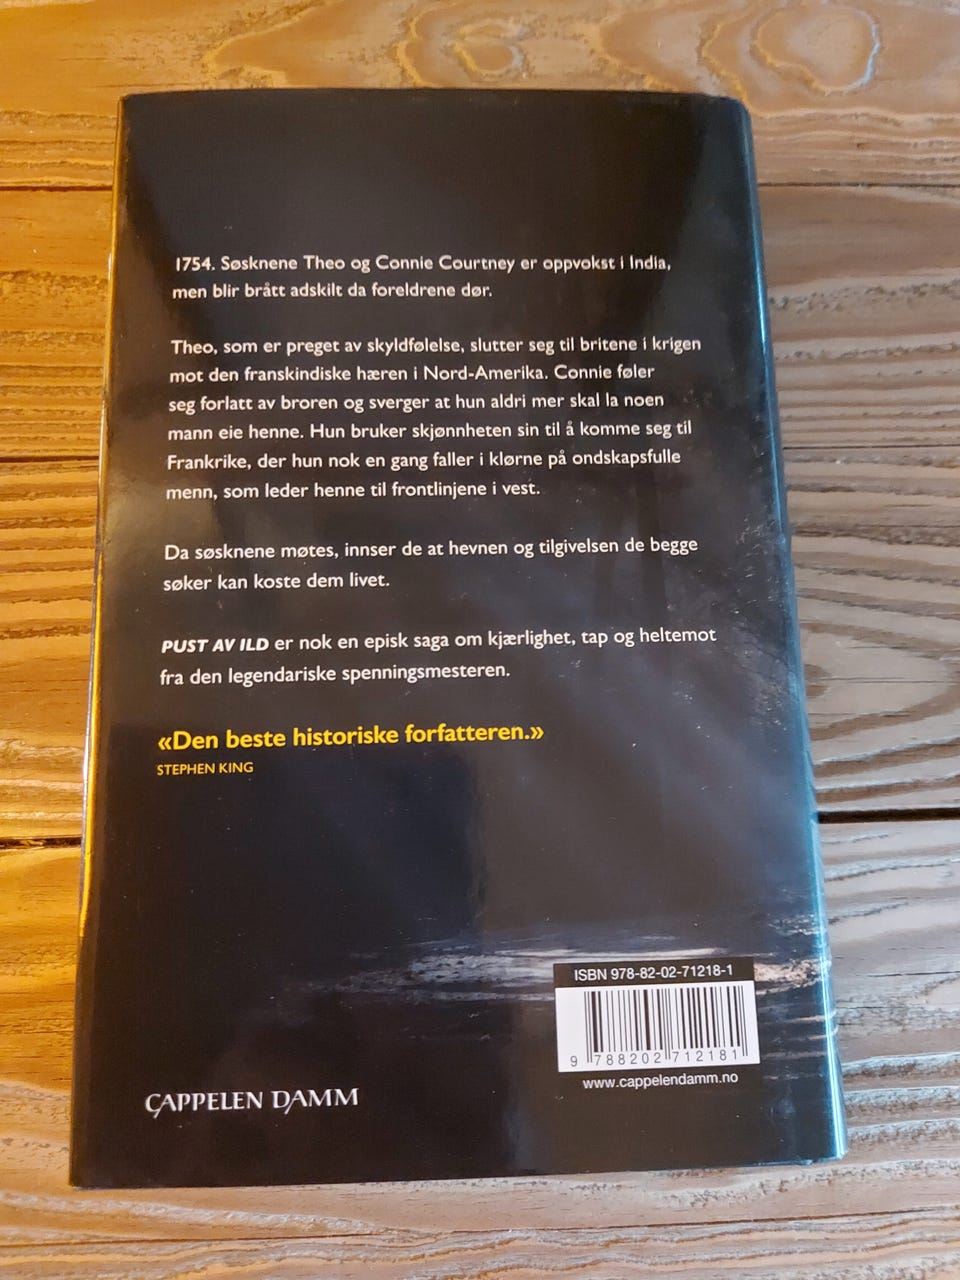 1754. Søsknene Theo og Connie Courtney er oppvokst i India,
men blir brått adskilt da foreldrene dør.
Theo, som er preget av skyldfølelse, slutter seg til britene i krigen
mot den franskindiske hæren i Nord-Amerika. Connie føler
seg forlatt av broren og sverger at hun aldri mer skal la noen
mann eie henne. Hun bruker skjønnheten sin til å komme seg til
Frankrike, der hun nok en gang faller i klørne på ondskapsfulle
menn, som leder henne til frontlinjene i vest.
Da søsknene møtes, innser de at hevnen og tilgivelsen de begge
søker kan koste dem livet.
PUST AV ILD er nok en episk saga om kjærlighet, tap og heltemot
fra den legendariske spenningsmesteren.
«Den beste historiske forfatteren.»
STEPHEN KING
ISBN 978-82-02-71218-1
9 788202 712181
www.cappelendamm.no
CAPPELEN DAMM